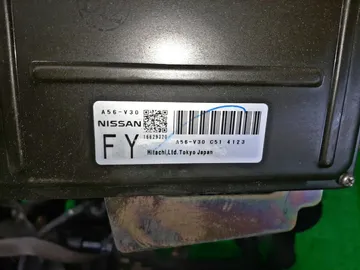 A56-V30
NISSAN
FY
A56-V30 C51 4123
Hitachi,Ltd.Tokyo Japan